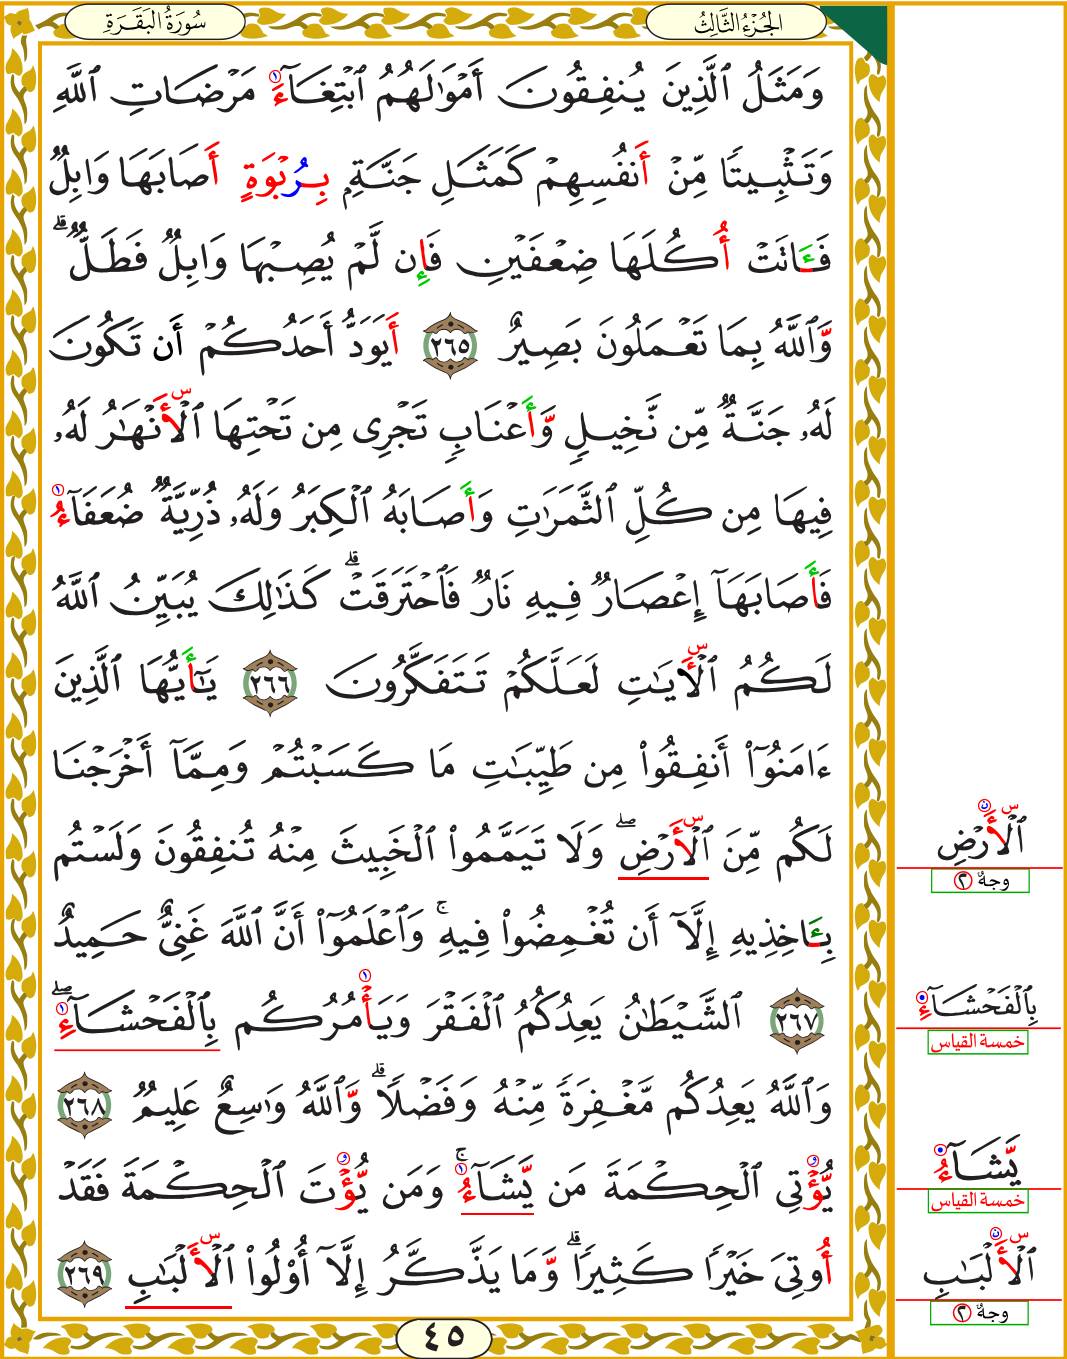 سُورَةُ البَقَرَةِ
الجُزْءُ الثَّالِثُ
وَمَثَلُ ٱلَّذِينَ يُنفِقُونَ أَمْوَٰلَهُمُ ٱبْتِغَآءَ مَرْضَاتِ ٱللَّهِ
وَتَثْبِيتًا مِّنْ أَنفُسِهِمْ كَمَثَلِ جَنَّةٍۭ بِرُبْوَةٍ أَصَابَهَا وَابِلٌ
فَـَٔاتَتْ أُكُلَهَا ضِعْفَيْنِ فَإِن لَّمْ يُصِبْهَا وَابِلٌ فَطَلٌّ ۗ
وَٱللَّهُ بِمَا تَعْمَلُونَ بَصِيرٌ ٢٦٥ أَيَوَدُّ أَحَدُكُمْ أَن تَكُونَ
لَهُۥ جَنَّةٌ مِّن نَّخِيلٍ وَّأَعْنَابٍ تَجْرِى مِن تَحْتِهَا ٱلْأَنْهَٰرُ لَهُۥ
فِيهَا مِن كُلِّ ٱلثَّمَرَٰتِ وَأَصَابَهُ ٱلْكِبَرُ وَلَهُۥ ذُرِّيَّةٌ ضُعَفَآءُ
فَأَصَابَهَآ إِعْصَارٌ فِيهِ نَارٌ فَٱحْتَرَقَتْ ۗ كَذَٰلِكَ يُبَيِّنُ ٱللَّهُ
لَكُمُ ٱلْأَيَٰتِ لَعَلَّكُمْ تَتَفَكَّرُونَ ٢٦٦ يَٰٓأَيُّهَا ٱلَّذِينَ
ءَامَنُوٓا۟ أَنفِقُوا۟ مِن طَيِّبَٰتِ مَا كَسَبْتُمْ وَمِمَّآ أَخْرَجْنَا
لَكُم مِّنَ ٱلْأَرْضِ ۖ وَلَا تَيَمَّمُوا۟ ٱلْخَبِيثَ مِنْهُ تُنفِقُونَ وَلَسْتُم
بِـَٔاخِذِيهِ إِلَّآ أَن تُغْمِضُوا۟ فِيهِ ۚ وَٱعْلَمُوٓا۟ أَنَّ ٱللَّهَ غَنِىٌّ حَمِيدٌ
٢٦٧ ٱلشَّيْطَٰنُ يَعِدُكُمُ ٱلْفَقْرَ وَيَأْمُرُكُم بِٱلْفَحْشَآءِ ۖ
وَٱللَّهُ يَعِدُكُم مَّغْفِرَةً مِّنْهُ وَفَضْلًا ۗ وَّٱللَّهُ وَٰسِعٌ عَلِيمٌ ٢٦٨
يُّؤْتِى ٱلْحِكْمَةَ مَن يَّشَآءُ ۚ وَمَن يُّؤْتَ ٱلْحِكْمَةَ فَقَدْ
أُوتِىَ خَيْرًا كَثِيرًا ۗ وَّمَا يَذَّكَّرُ إِلَّآ أُو۟لُوا۟ ٱلْأَلْبَٰبِ ٢٦٩
٤٥
س ن
ٱلْأَرْضِ
وجهٌ ٢
بِٱلْفَحْشَآءِ
خمسة القياس
يَّشَآءُ
خمسة القياس
س ن
ٱلْأَلْبَٰبِ
وجهٌ ٢